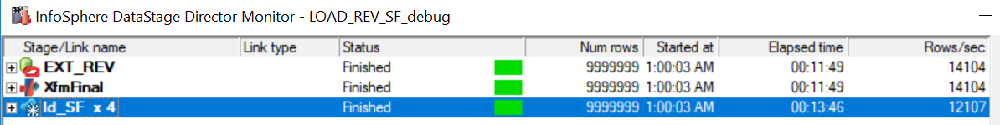 InfoSphere DataStage Director Monitor - LOAD_REV_SF_debug
Stage/Link name Link type Status Num rows Started at Elapsed time Rows/sec
EXT_REV Finished 9999999 1:00:03 AM 00:11:49 14104
XfmFinal Finished 9999999 1:00:03 AM 00:11:49 14104
ld_SF x 4 Finished 9999999 1:00:03 AM 00:13:46 12107